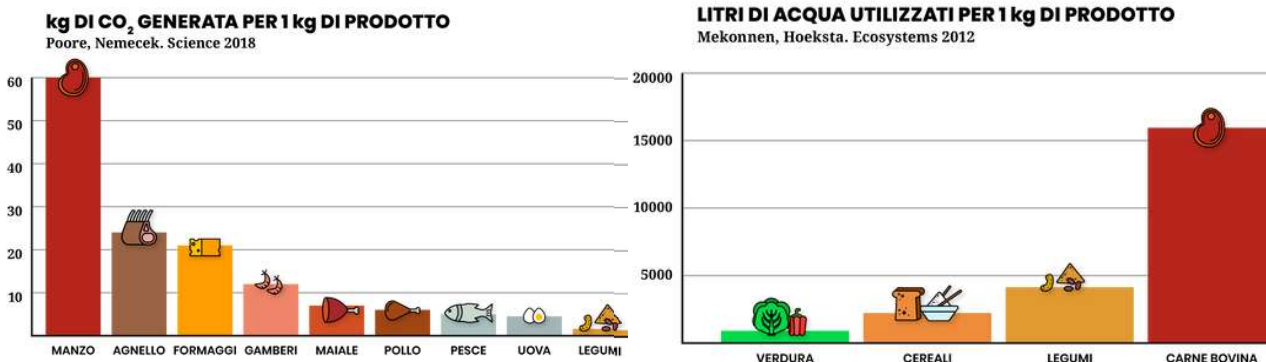 kg DI CO₂ GENERATA PER 1 kg DI PRODOTTO
Poore, Nemecek. Science 2018
60
50
40
30
20
10
MANZO AGNELLO FORMAGGI GAMBERI MAIALE POLLO PESCE UOVA LEGUMI
LITRI DI ACQUA UTILIZZATI PER 1 kg DI PRODOTTO
Mekonnen, Hoeksta. Ecosystems 2012
20000
15000
10000
5000
VERDURA CEREALI LEGUMI CARNE BOVINA